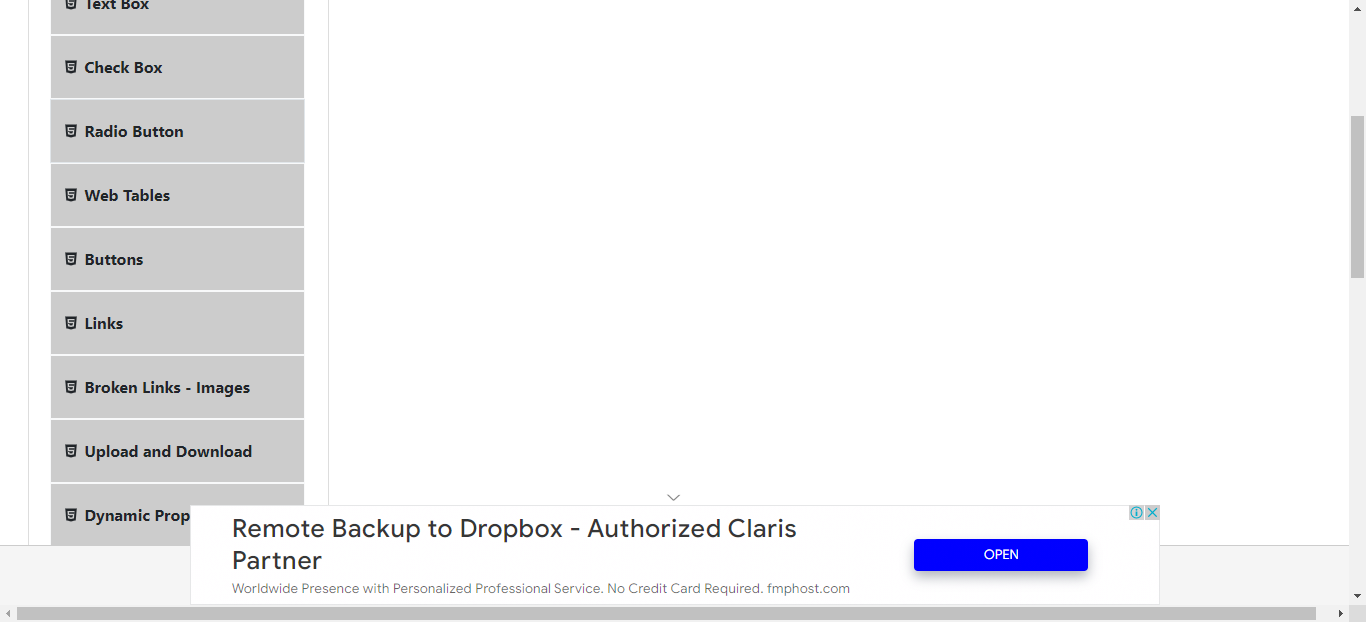 Text Box
Check Box
Radio Button
Web Tables
Buttons
Links
Broken Links - Images
Upload and Download
Dynamic Prop
Remote Backup to Dropbox - Authorized Claris
Partner
Worldwide Presence with Personalized Professional Service. No Credit Card Required. fmphost.com
OPEN